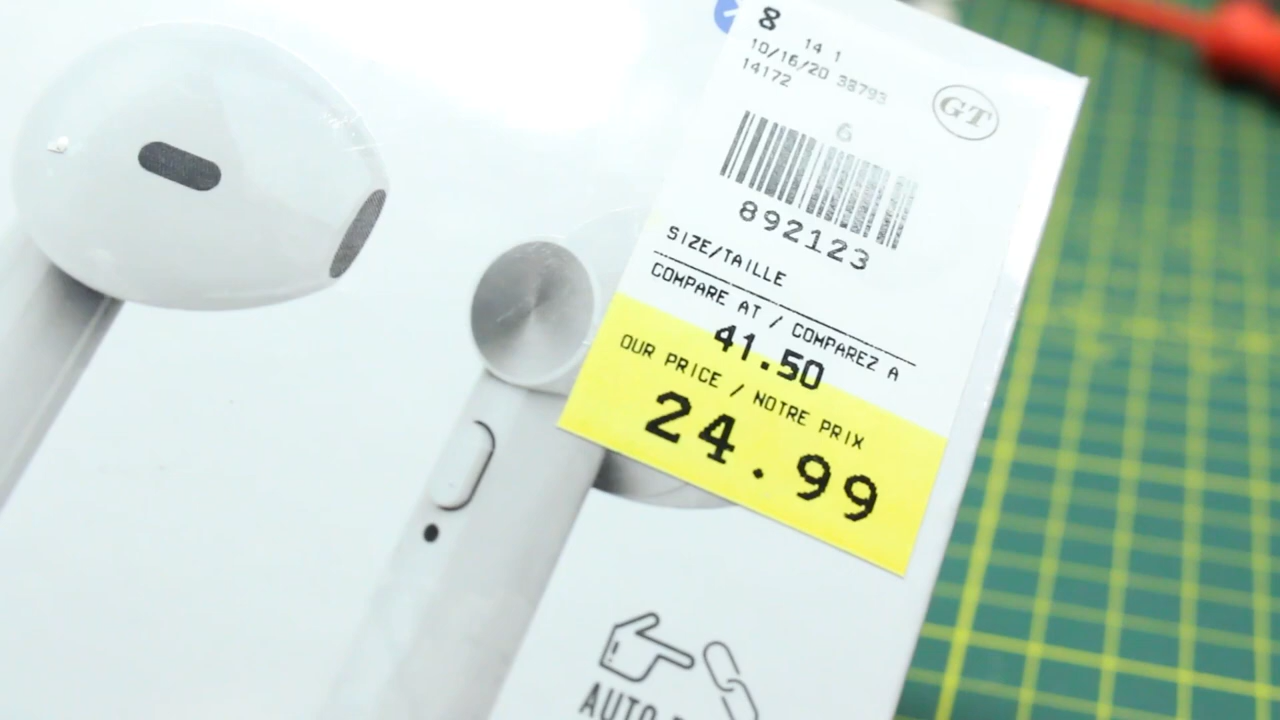 8
14 1
10/16/20 38793
14172
GT
6
892123
SIZE/TAILLE
COMPARE AT / COMPAREZ A
41.50
OUR PRICE / NOTRE PRIX
24.99
AUTO